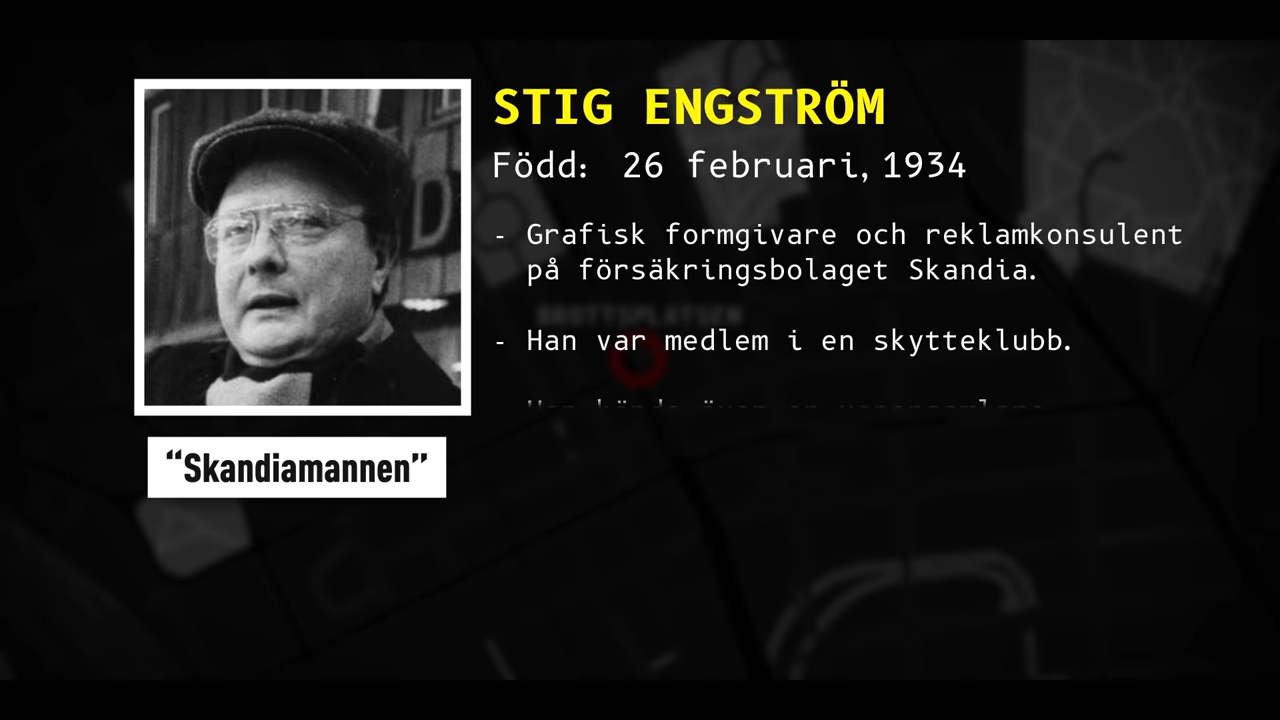 STIG ENGSTRÖM
Född: 26 februari, 1934
- Grafisk formgivare och reklamkonsulent
på försäkringsbolaget Skandia.
BROTTSPLATSEN
- Han var medlem i en skytteklubb.
D
“Skandiamannen”